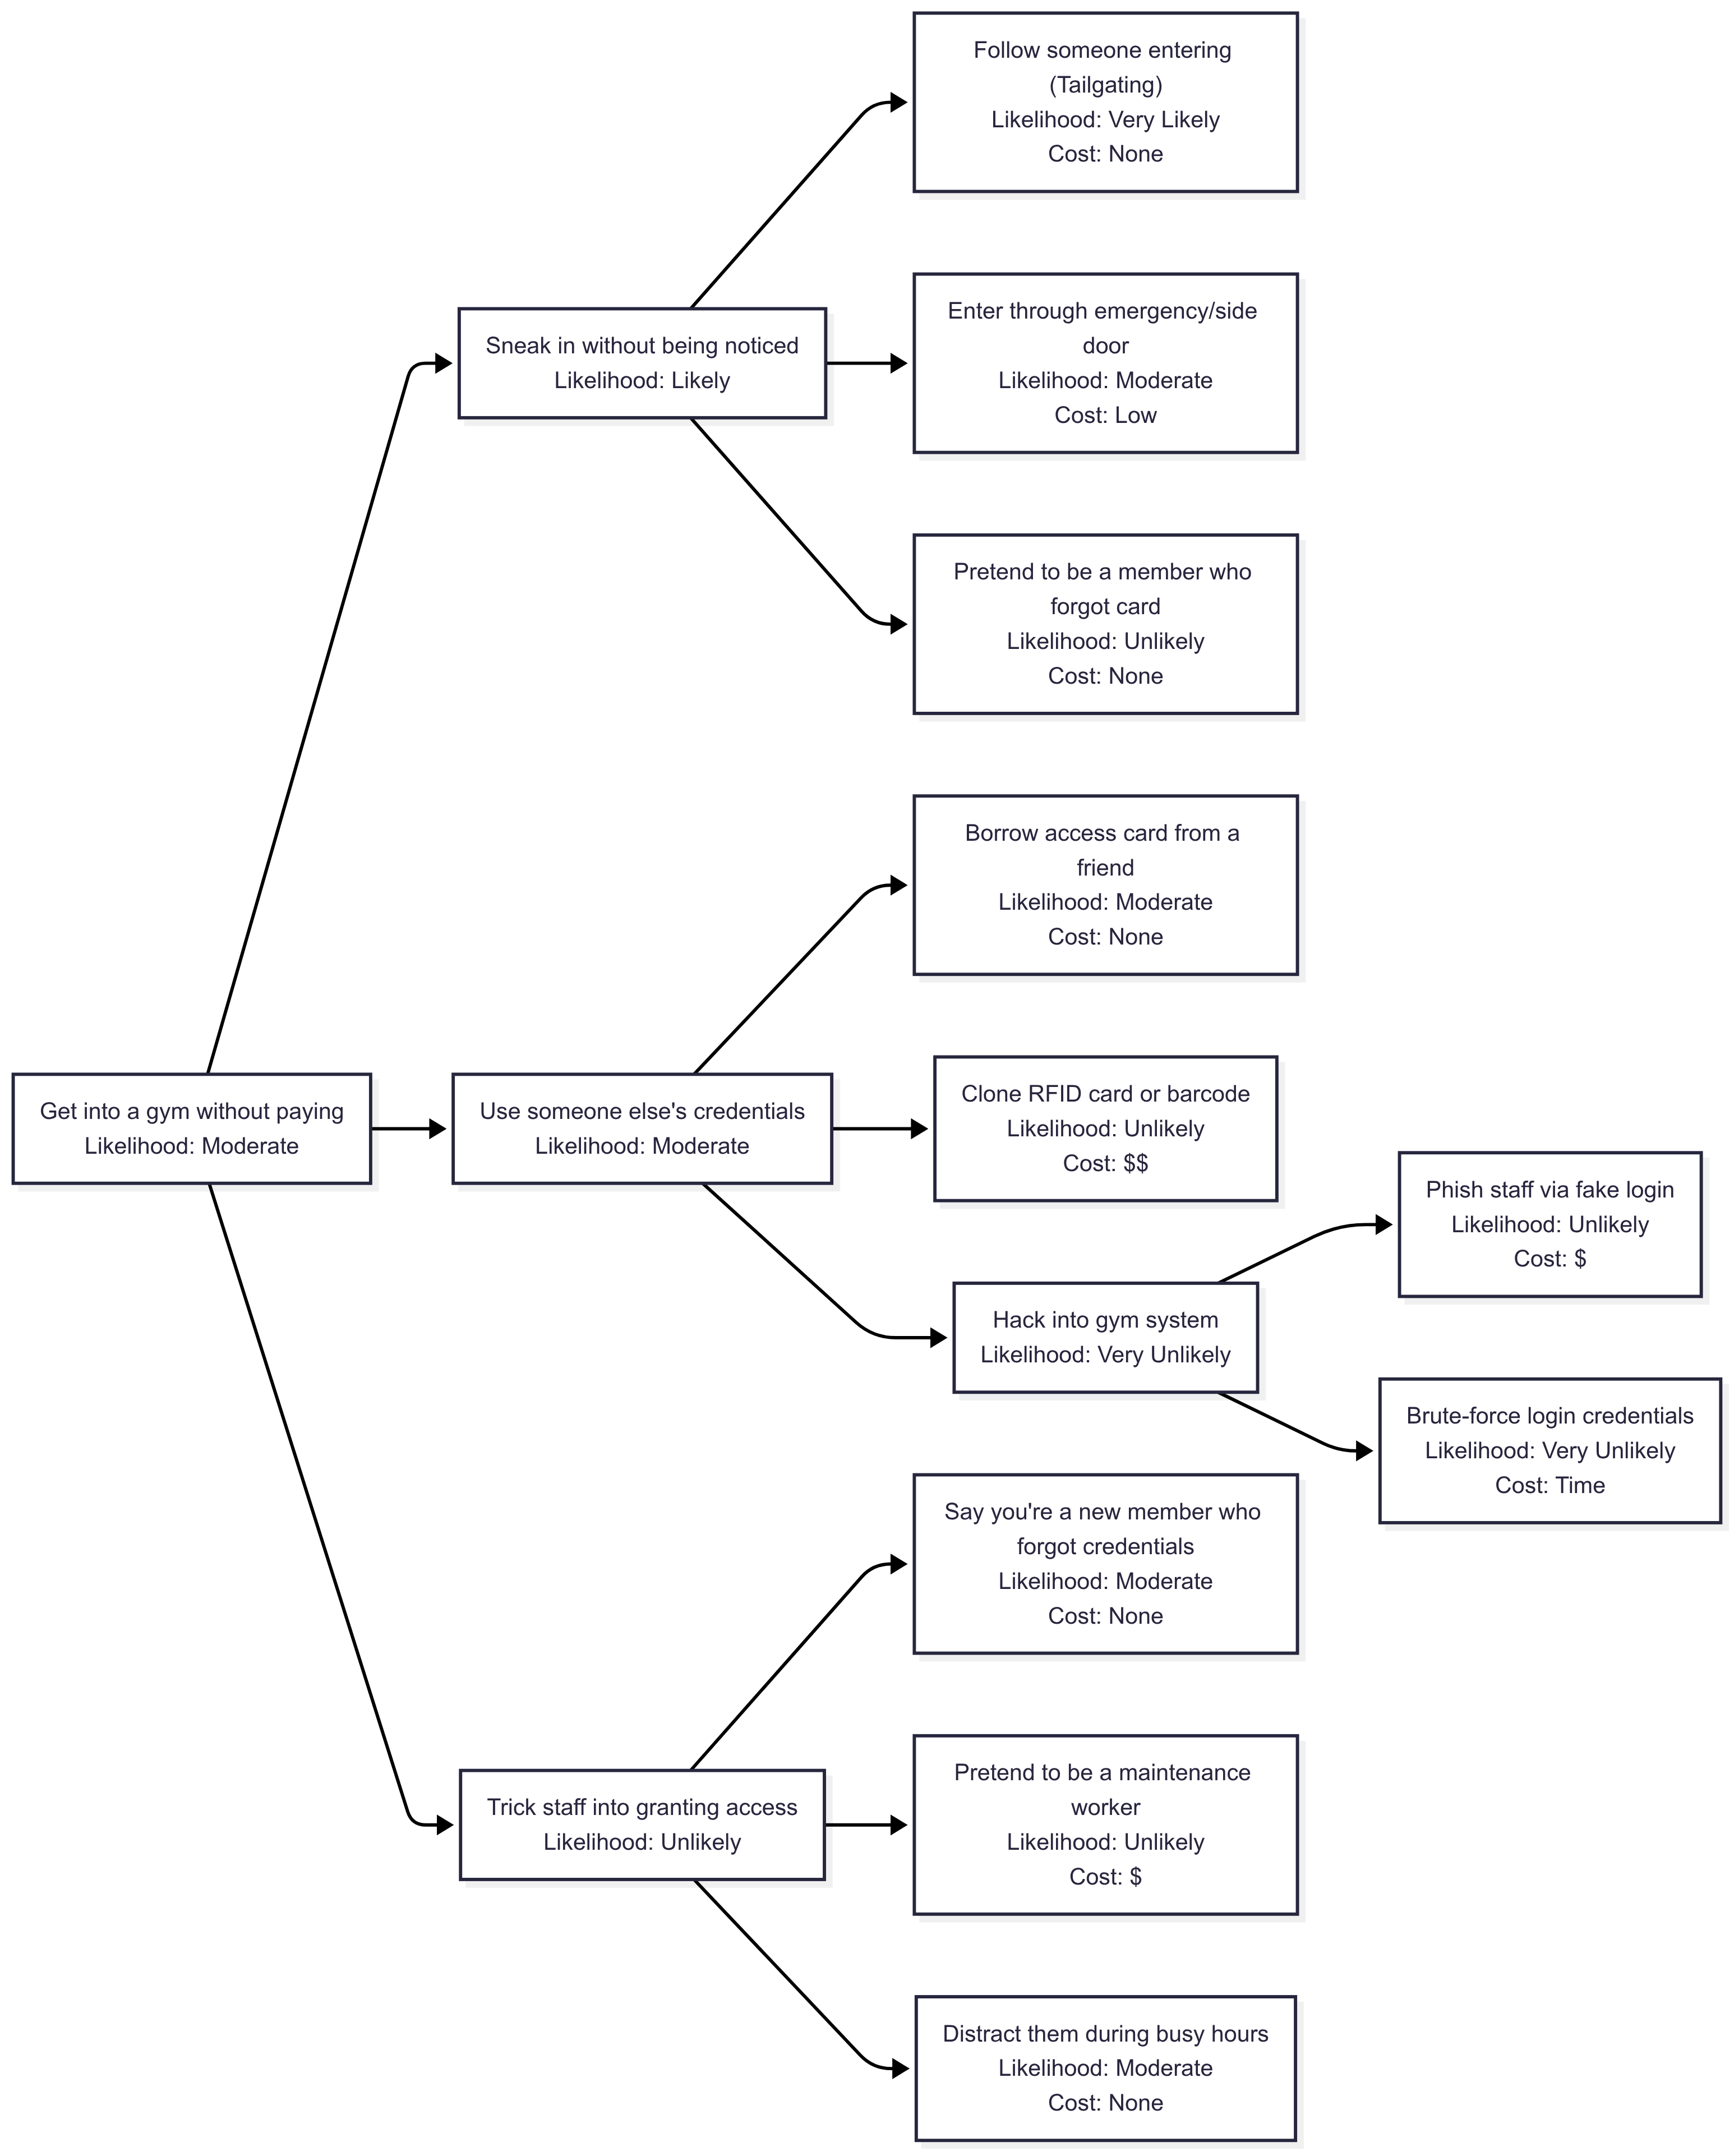 Follow someone entering
(Tailgating)
Likelihood: Very Likely
Cost: None
Enter through emergency/side
door
Likelihood: Moderate
Cost: Low
Sneak in without being noticed
Likelihood: Likely
Pretend to be a member who
forgot card
Likelihood: Unlikely
Cost: None
Borrow access card from a
friend
Likelihood: Moderate
Cost: None
Get into a gym without paying
Likelihood: Moderate
Use someone else's credentials
Likelihood: Moderate
Clone RFID card or barcode
Likelihood: Unlikely
Cost: $$
Phish staff via fake login
Likelihood: Unlikely
Cost: $
Hack into gym system
Likelihood: Very Unlikely
Brute-force login credentials
Likelihood: Very Unlikely
Cost: Time
Say you're a new member who
forgot credentials
Likelihood: Moderate
Cost: None
Trick staff into granting access
Likelihood: Unlikely
Pretend to be a maintenance
worker
Likelihood: Unlikely
Cost: $
Distract them during busy hours
Likelihood: Moderate
Cost: None